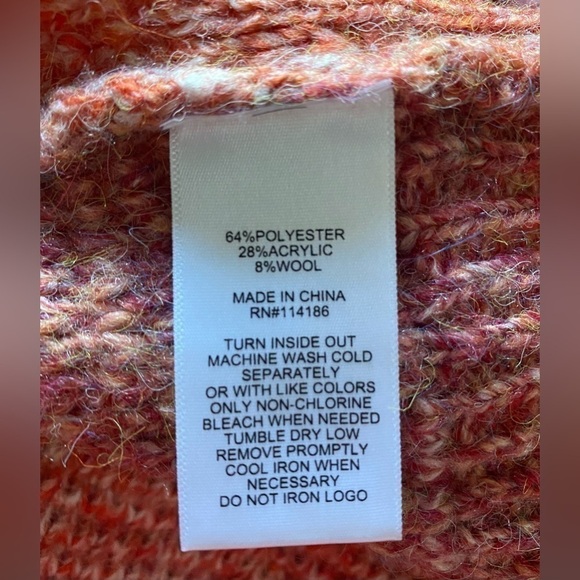 64%POLYESTER
28%ACRYLIC
8%WOOL
MADE IN CHINA
RN#114186
TURN INSIDE OUT
MACHINE WASH COLD
SEPARATELY
OR WITH LIKE COLORS
ONLY NON-CHLORINE
BLEACH WHEN NEEDED
TUMBLE DRY LOW
REMOVE PROMPTLY
COOL IRON WHEN
NECESSARY
DO NOT IRON LOGO